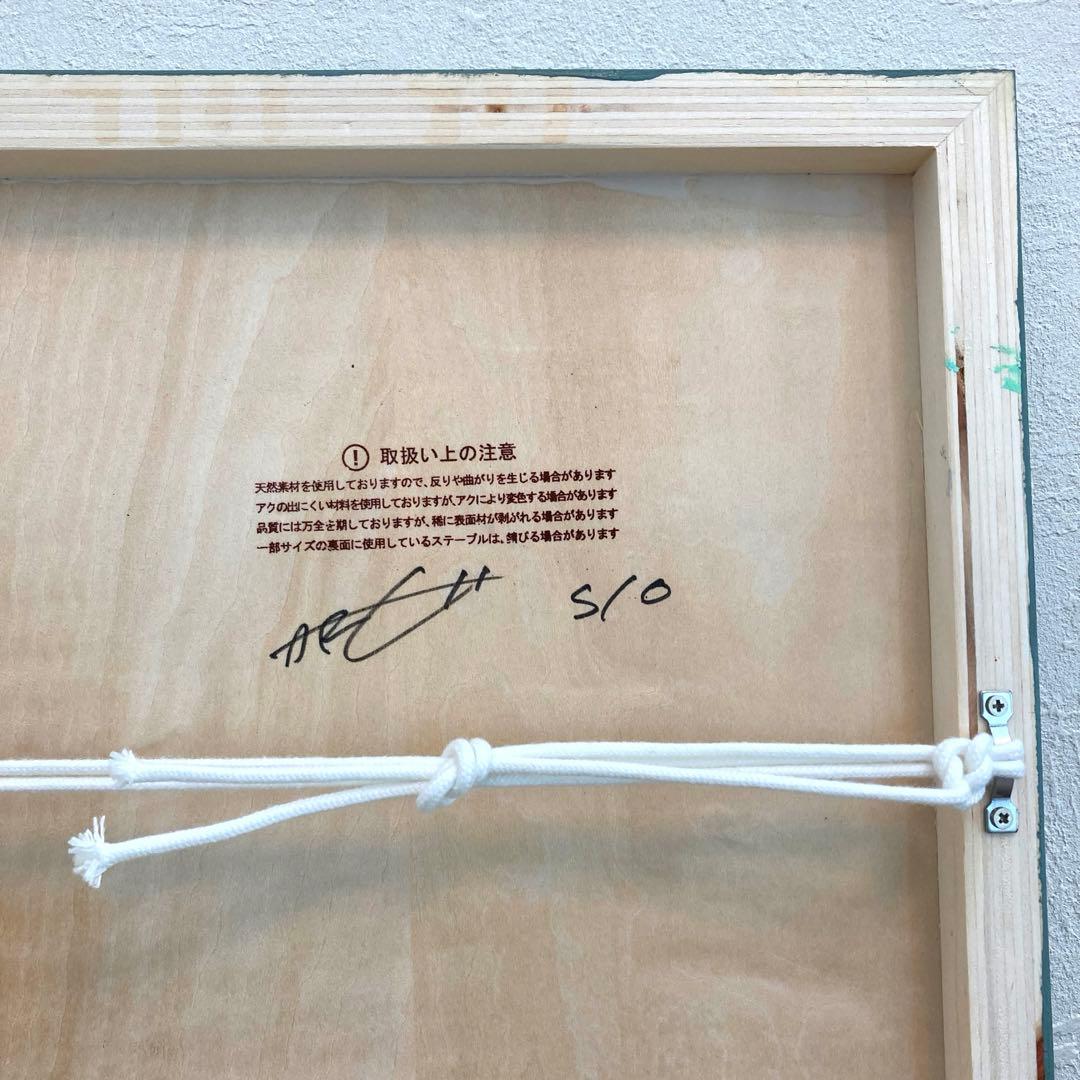 ! 取扱い上の注意
天然素材を使用しておりますので、反りや曲がりを生じる場合があります
アクの出にくい材料を使用しておりますが、アクにより変色する場合があります
品質には万全を期しておりますが、稀に表面材が剥がれる場合があります
一部サイズの裏面に使用しているステープルは、錆びる場合があります
S/O